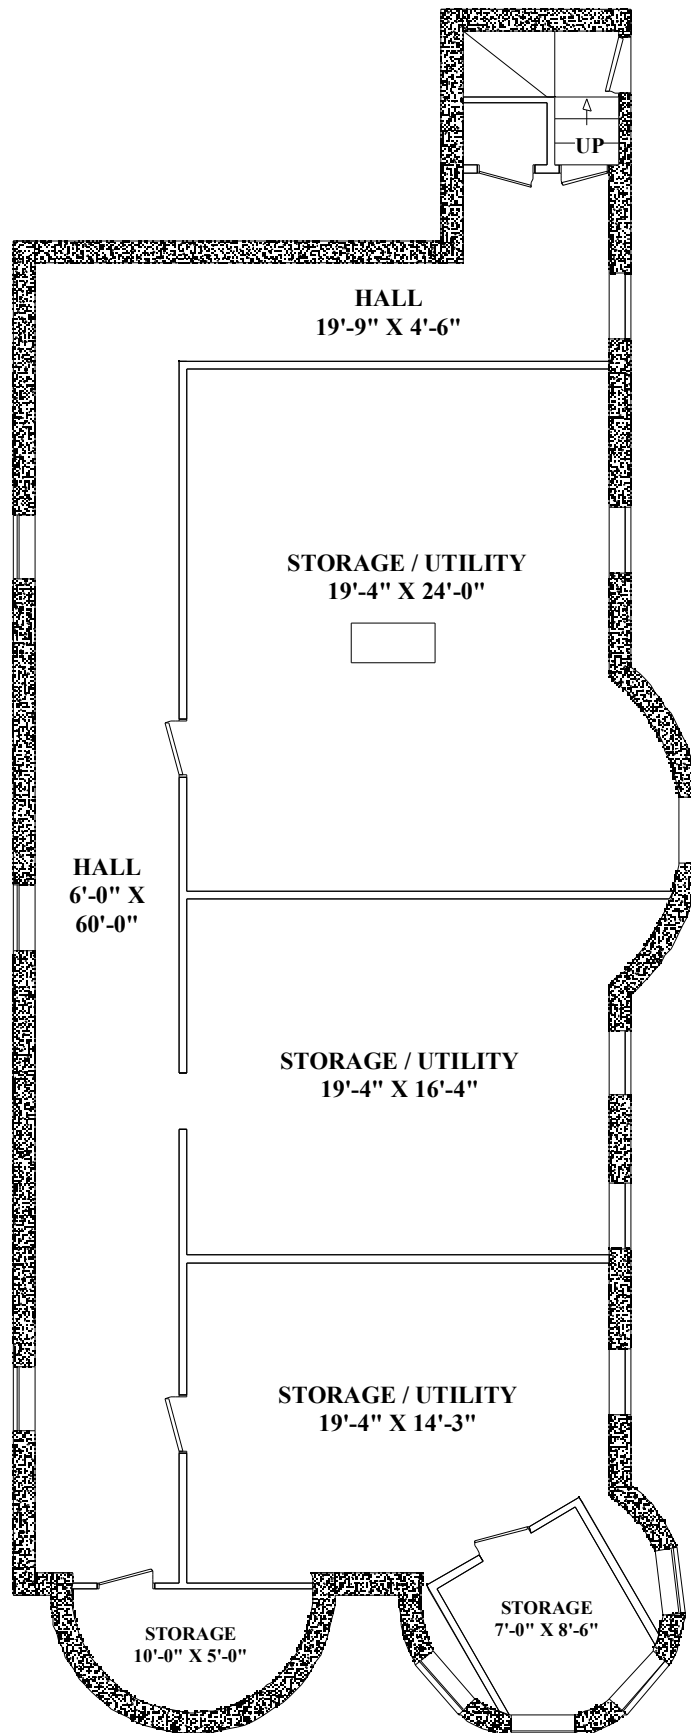 UP
HALL
19'-9" X 4'-6"
STORAGE / UTILITY
19'-4" X 24'-0"
HALL
6'-0" X
60'-0"
STORAGE / UTILITY
19'-4" X 16'-4"
STORAGE / UTILITY
19'-4" X 14'-3"
STORAGE
7'-0" X 8'-6"
STORAGE
10'-0" X 5'-0"